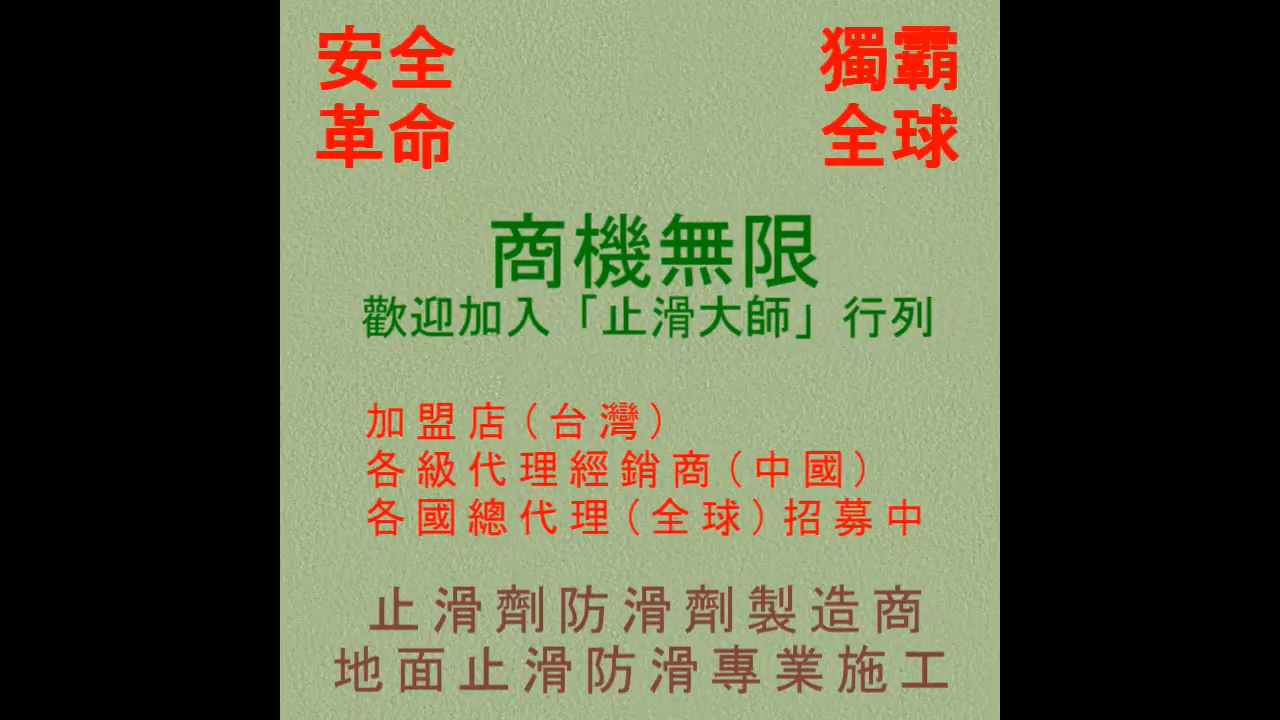 安全
革命
獨霸
全球
商機無限
歡迎加入「止滑大師」行列
加盟店(台灣)
各級代理經銷商(中國)
各國總代理(全球)招募中
止滑劑防滑劑製造商
地面止滑防滑專業施工